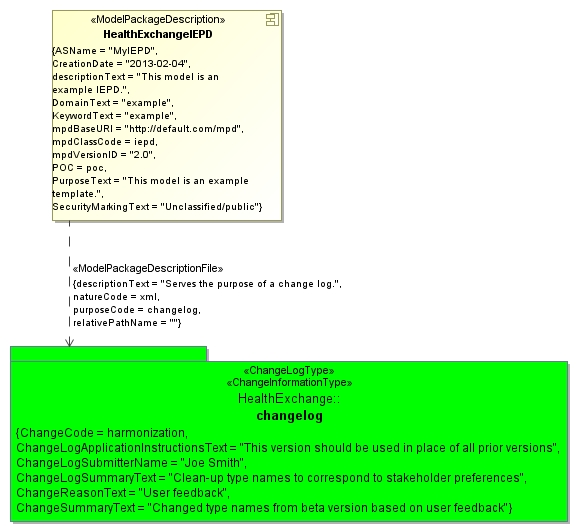 «ModelPackageDescription»
HealthExchangeIEPD
{ASName = "MyIEPD",
CreationDate = "2013-02-04",
descriptionText = "This model is an
example IEPD.",
DomainText = "example",
KeywordText = "example",
mpdBaseURI = "http://default.com/mpd",
mpdClassCode = iepd,
mpdVersionID = "2.0",
POC = poc,
PurposeText = "This model is an example
template.",
SecurityMarkingText = "Unclassified/public"}
«ModelPackageDescriptionFile»
{descriptionText = "Serves the purpose of a change log.",
natureCode = xml,
purposeCode = changelog,
relativePathName = ""}
«ChangeLogType»
«ChangeInformationType»
HealthExchange::
changelog
{ChangeCode = harmonization,
ChangeLogApplicationInstructionsText = "This version should be used in place of all prior versions",
ChangeLogSubmitterName = "Joe Smith",
ChangeLogSummaryText = "Clean-up type names to correspond to stakeholder preferences",
ChangeReasonText = "User feedback",
ChangeSummaryText = "Changed type names from beta version based on user feedback"}